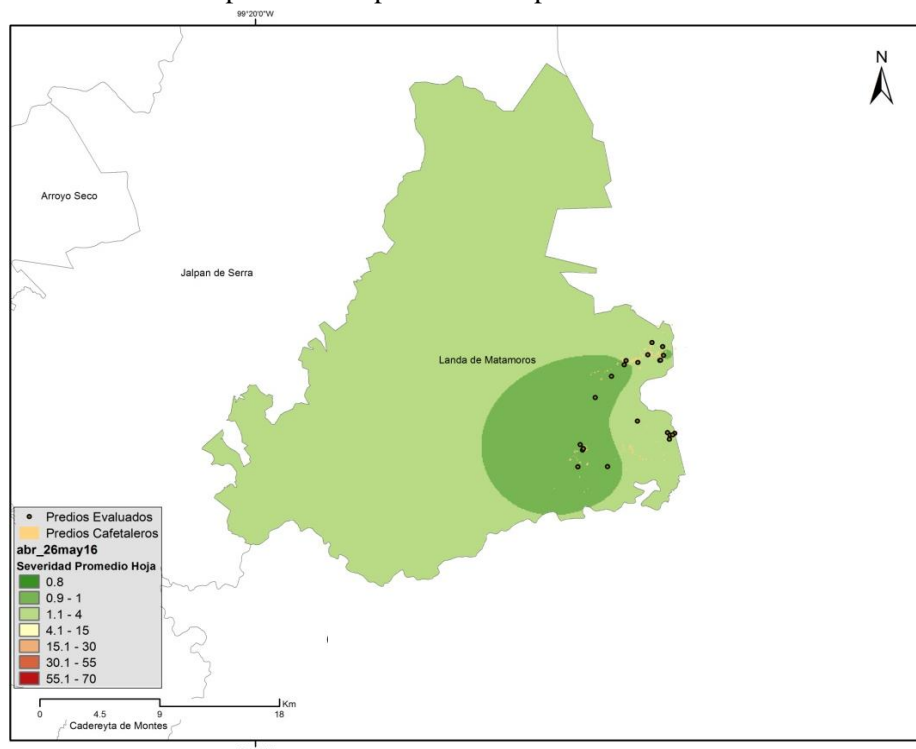 99°20'0"W
N
Arroyo Seco
Jalpan de Serra
Landa de Matamoros
Predios Evaluados
Predios Cafetaleros
abr_26may16
Severidad Promedio Hoja
0.8
0.9 - 1
1.1 - 4
4.1 - 15
15.1 - 30
30.1 - 55
55.1 - 70
Km
0 4.5 9 18
Cadereyta de Montes